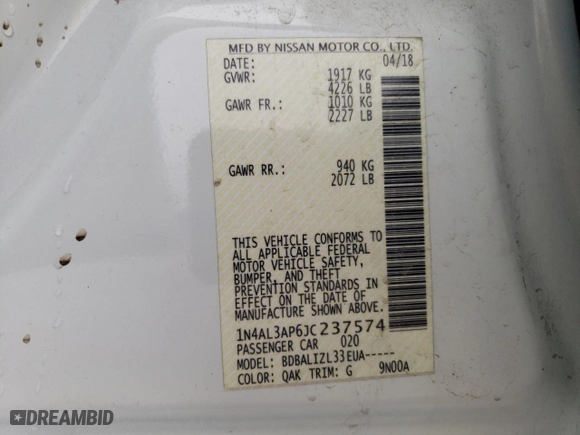 MFD BY NISSAN MOTOR CO., LTD.
DATE: 04/18
GVWR: 1917 KG
4226 LB
GAWR FR.: 1010 KG
2227 LB
GAWR RR.: 940 KG
2072 LB
THIS VEHICLE CONFORMS TO
ALL APPLICABLE FEDERAL
MOTOR VEHICLE SAFETY,
BUMPER, AND THEFT
PREVENTION STANDARDS IN
EFFECT ON THE DATE OF
MANUFACTURE SHOWN ABOVE.
1N4AL3AP6JC237574
PASSENGER CAR 020
MODEL: BDBALIZL33EUA-----
COLOR: QAK TRIM: G 9N00A
DREAMBID